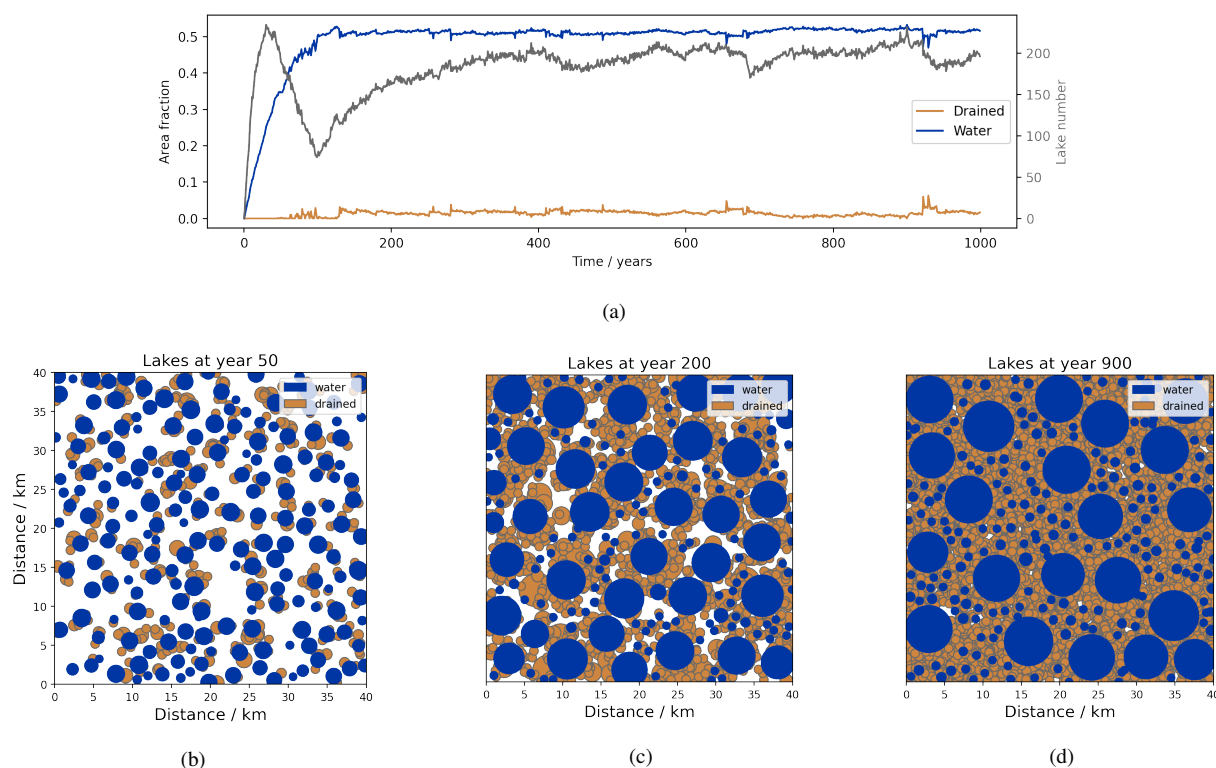 0.5
0.4
0.3
0.2
0.1
0.0
Area fraction
200
150
100
50
0
Lake number
Drained
Water
0 200 400 600 800 1000
Time / years
(a)
Lakes at year 50
water
drained
40
35
30
25
20
15
10
5
0
Distance / km
0 5 10 15 20 25 30 35 40
Distance / km
(b)
Lakes at year 200
water
drained
0 5 10 15 20 25 30 35 40
Distance / km
(c)
Lakes at year 900
water
drained
0 5 10 15 20 25 30 35 40
Distance / km
(d)